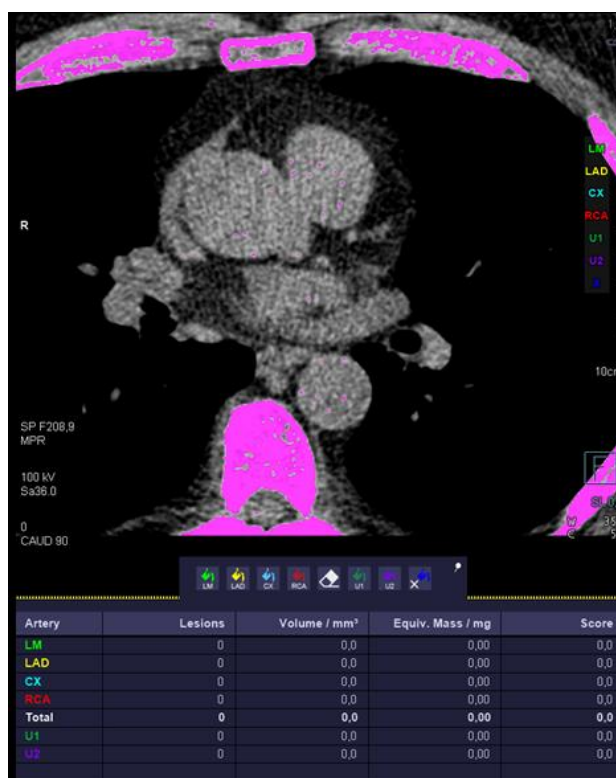 LM
LAD
CX
RCA
U1
U2
R
10cm
SP F208,9
MPR
100 kV
Sa36.0
0
CAUD 90
LM LAD CX RCA U1 U2
Artery Lesions Volume / mm³ Equiv. Mass / mg Score
LM 0 0,0 0,00 0,0
LAD 0 0,0 0,00 0,0
CX 0 0,0 0,00 0,0
RCA 0 0,0 0,00 0,0
Total 0 0,0 0,00 0,0
U1 0 0,0 0,00 0,0
U2 0 0,0 0,00 0,0